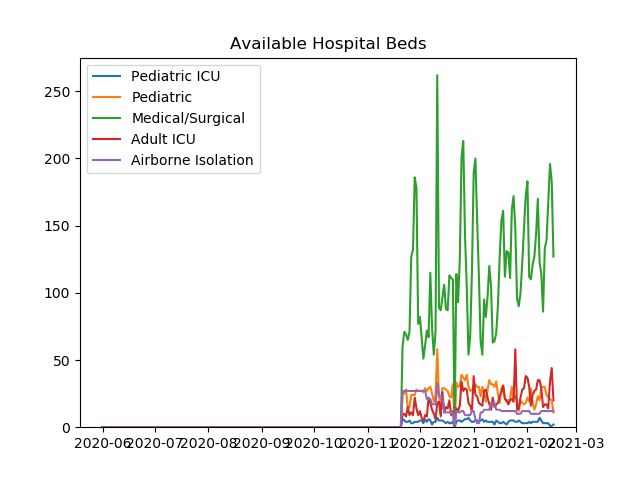 Available Hospital Beds
Pediatric ICU
Pediatric
Medical/Surgical
Adult ICU
Airborne Isolation
250
200
150
100
50
0
2020-06 2020-07 2020-08 2020-09 2020-10 2020-11 2020-12 2021-01 2021-02 2021-03